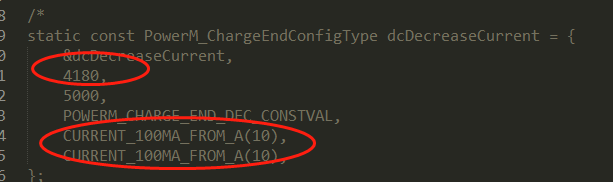 8 /*
9 static const PowerM_ChargeEndConfigType dcDecreaseCurrent = {
0 &dcDecreaseCurrent,
1 4180,
2 5000,
3 POWERM_CHARGE_END_DEC_CONSTVAL,
4 CURRENT_100MA_FROM_A(10),
5 CURRENT_100MA_FROM_A(10),
6 };